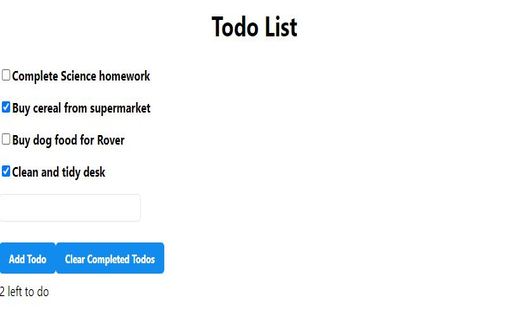 Todo List
Complete Science homework
Buy cereal from supermarket
Buy dog food for Rover
Clean and tidy desk
Add Todo Clear Completed Todos
2 left to do